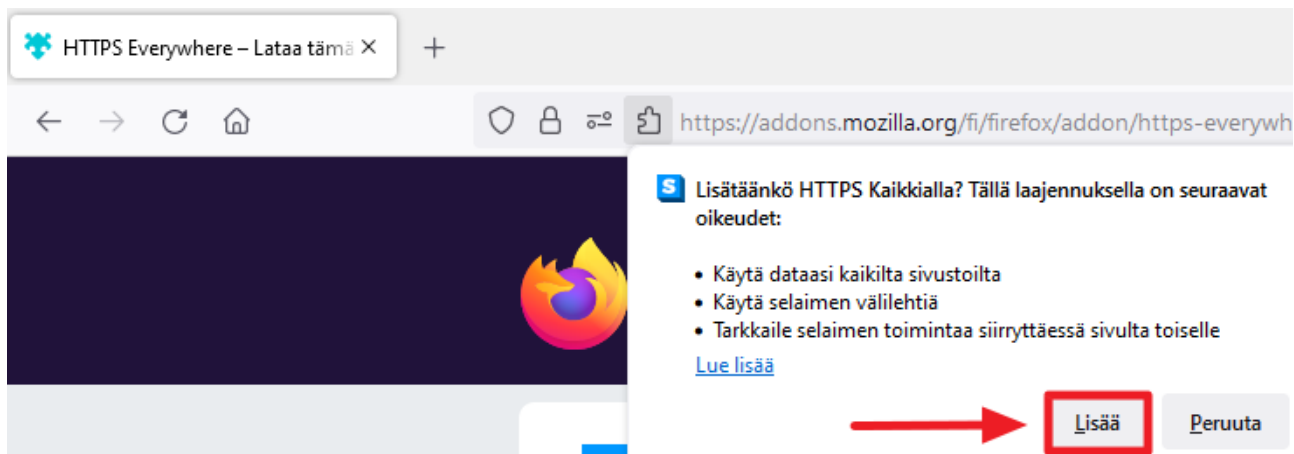 HTTPS Everywhere – Lataa tämä
https://addons.mozilla.org/fi/firefox/addon/https-everywh
S Lisätäänkö HTTPS Kaikkialla? Tällä laajennuksella on seuraavat
oikeudet:
• Käytä dataasi kaikilta sivustoilta
• Käytä selaimen välilehtiä
• Tarkkaile selaimen toimintaa siirryttäessä sivulta toiselle
Lue lisää
Lisää Peruuta